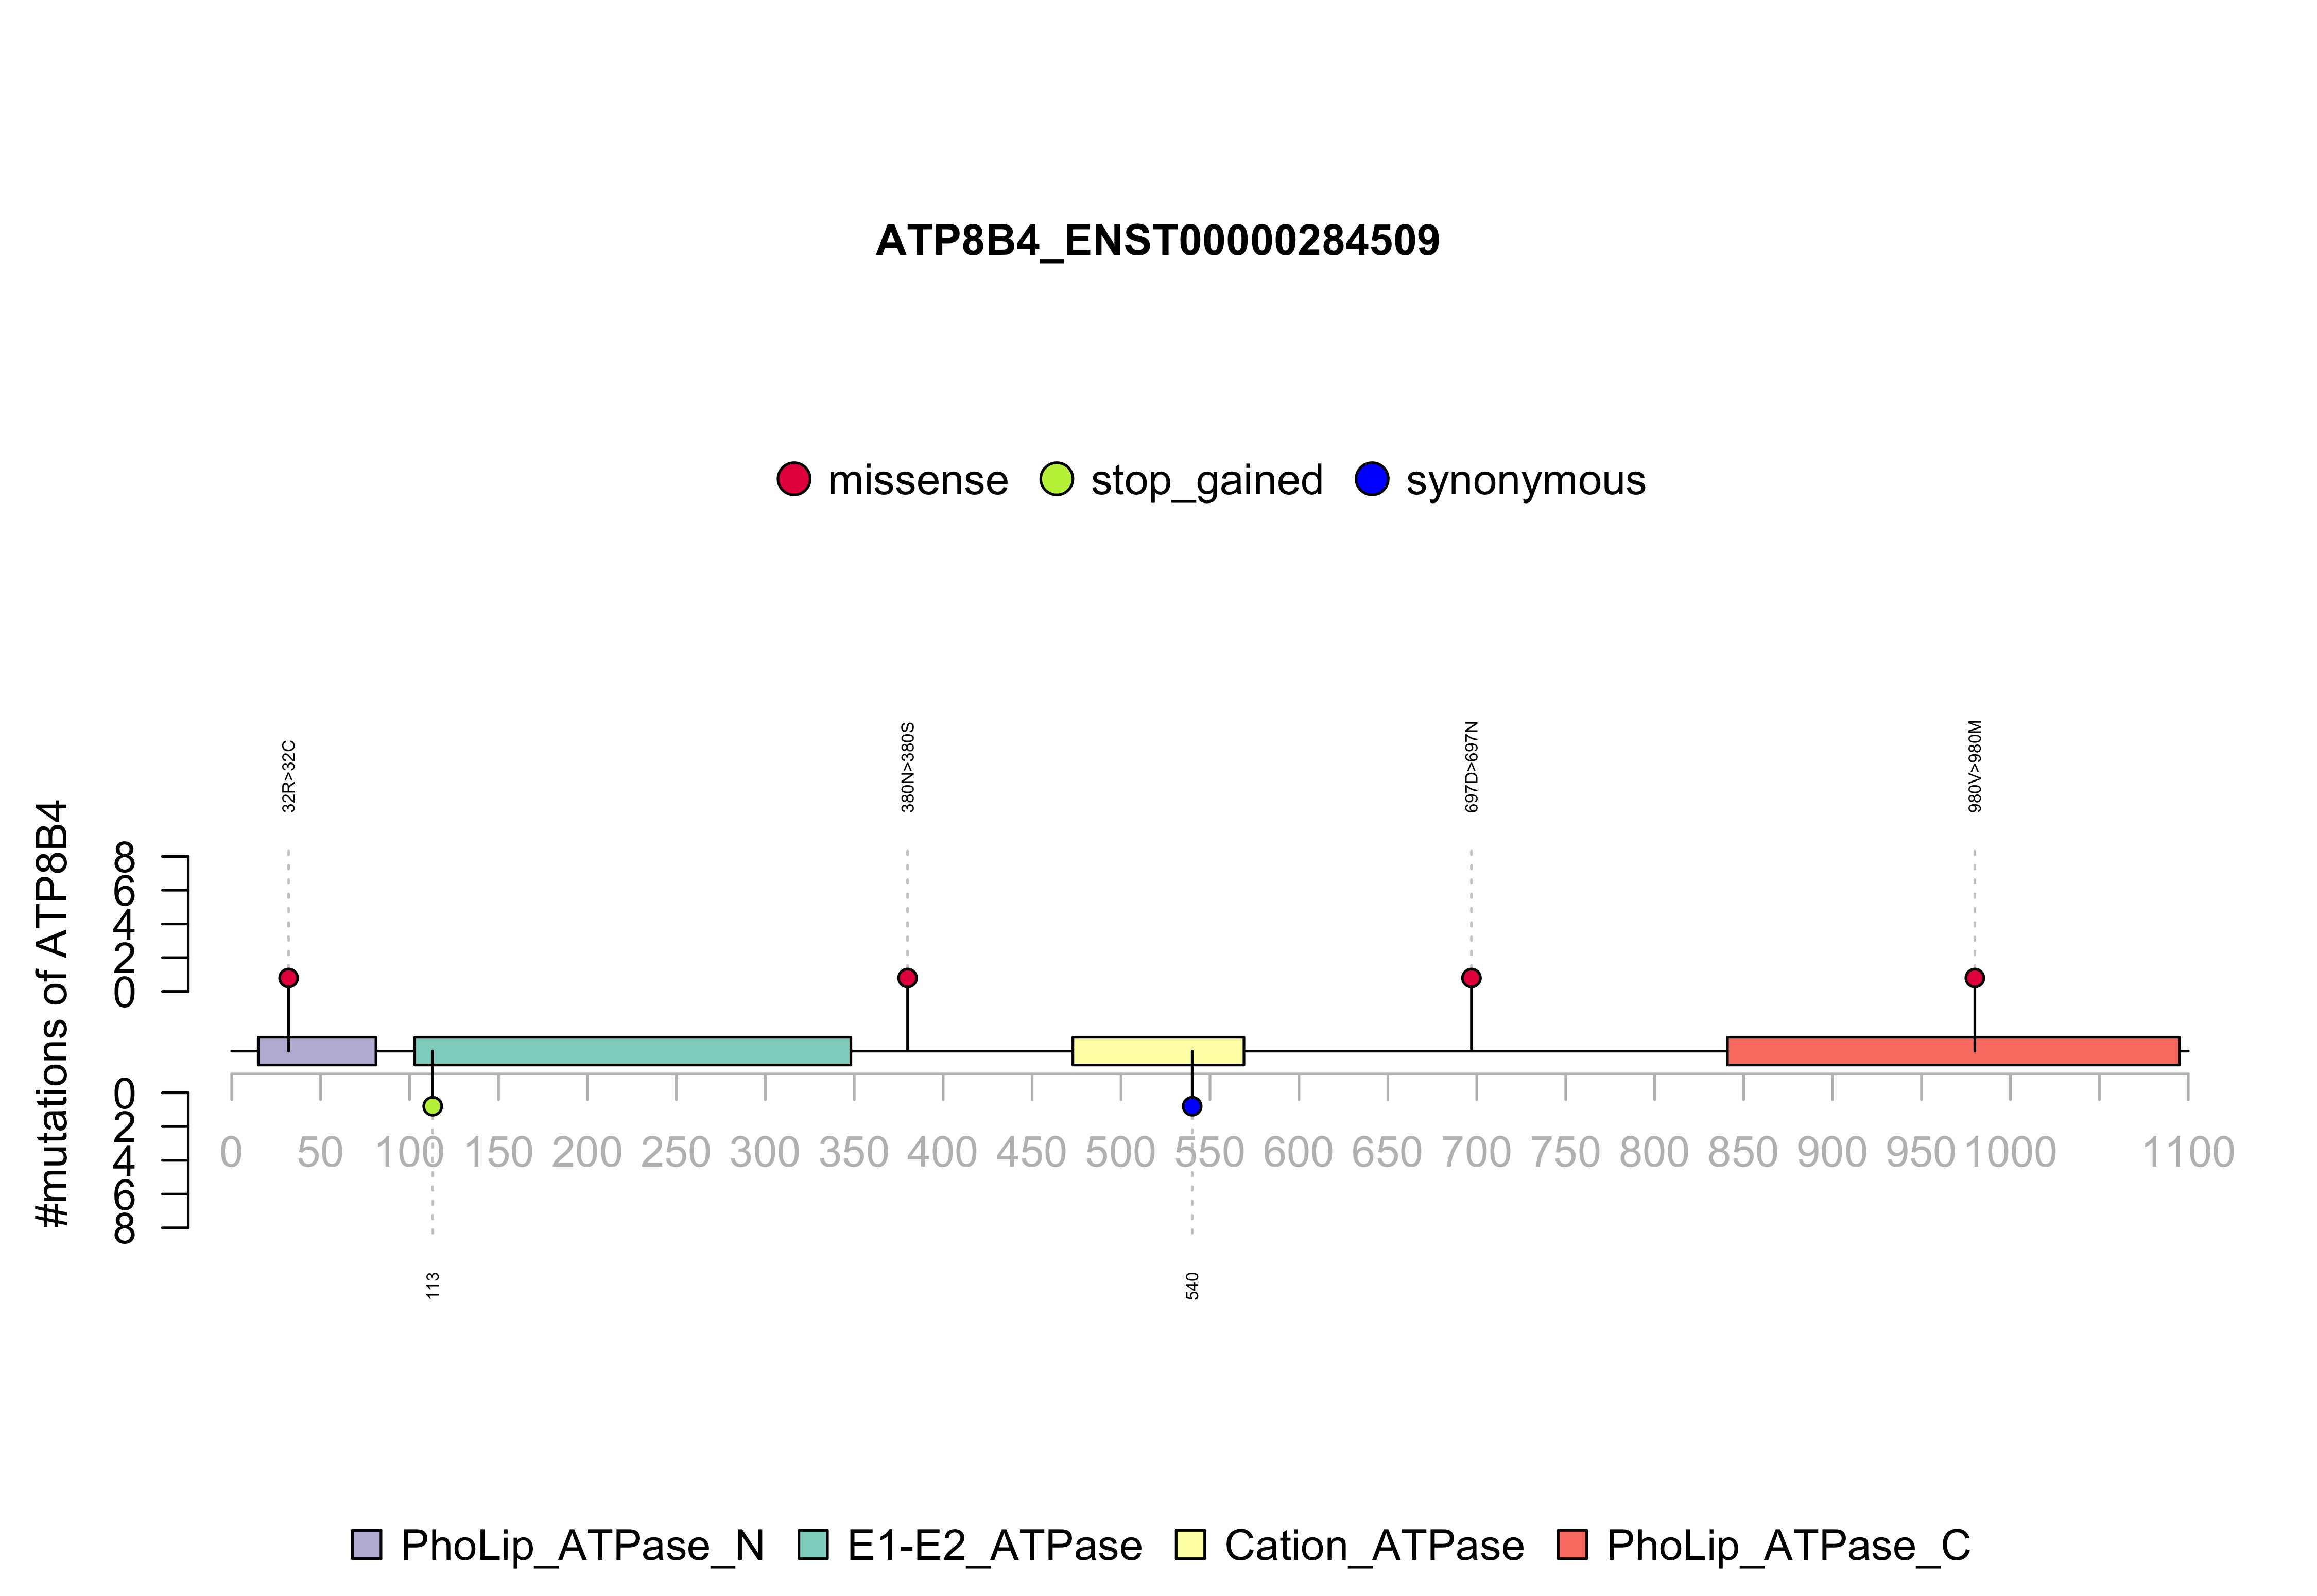 ATP8B4_ENST00000284509
missense stop_gained synonymous
32R>32C 380N>380S 697D>697N 980V>980M
#mutations of ATP8B4
8
6
4
2
0
0
2
4
6
8
0 50 100 150 200 250 300 350 400 450 500 550 600 650 700 750 800 850 900 950 1000 1100
113 540
PhoLip_ATPase_N E1-E2_ATPase Cation_ATPase PhoLip_ATPase_C